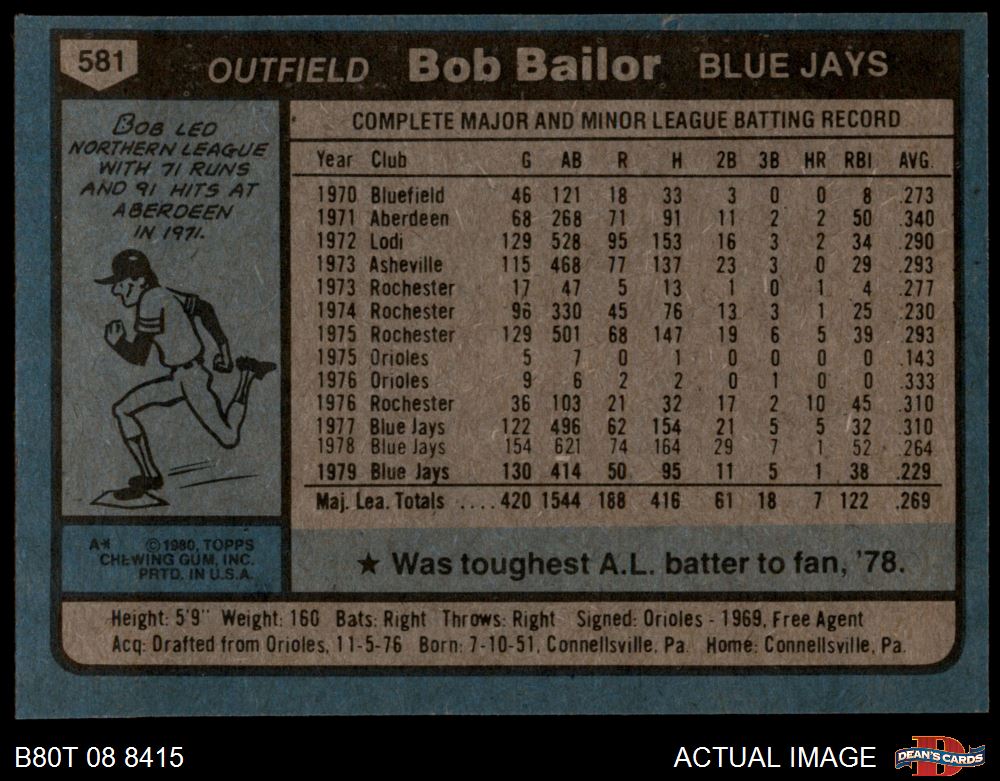 581 OUTFIELD Bob Bailor BLUE JAYS
BOB LED
NORTHERN LEAGUE
WITH 71 RUNS
AND 91 HITS AT
ABERDEEN
IN 1971.
COMPLETE MAJOR AND MINOR LEAGUE BATTING RECORD
Year Club G AB R H 2B 3B HR RBI AVG.
1970 Bluefield 46 121 18 33 3 0 0 8 .273
1971 Aberdeen 68 268 71 91 11 2 2 50 .340
1972 Lodi 129 528 95 153 16 3 2 34 .290
1973 Asheville 115 468 77 137 23 3 0 29 .293
1973 Rochester 17 47 5 13 1 0 1 4 .277
1974 Rochester 96 330 45 76 13 3 1 25 .230
1975 Rochester 129 501 68 147 19 6 5 39 .293
1975 Orioles 5 7 0 1 0 0 0 0 .143
1976 Orioles 9 6 2 2 0 1 0 0 .333
1976 Rochester 36 103 21 32 17 2 10 45 .310
1977 Blue Jays 122 496 62 154 21 5 5 32 .310
1978 Blue Jays 154 621 74 164 29 7 1 52 .264
1979 Blue Jays 130 414 50 95 11 5 1 38 .229
Maj. Lea. Totals .... 420 1544 188 416 61 18 7 122 .269
A* ©1980, TOPPS
CHEWING GUM, INC.
PRTD. IN U.S.A.
★ Was toughest A.L. batter to fan, '78.
Height: 5'9" Weight: 160 Bats: Right Throws: Right Signed: Orioles - 1969, Free Agent
Acq: Drafted from Orioles, 11-5-76 Born: 7-10-51, Connellsville, Pa. Home: Connellsville, Pa.
B80T 08 8415 ACTUAL IMAGE
D
DEAN'S CARDS